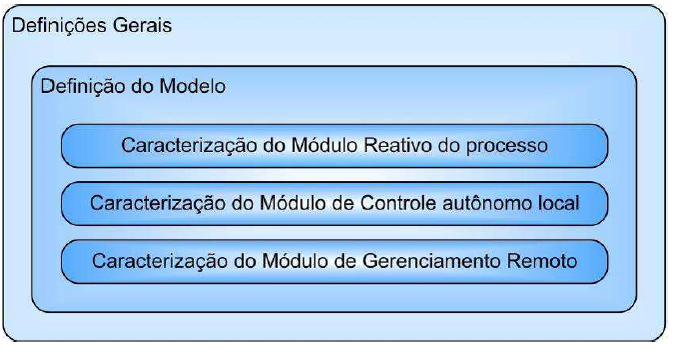 Definições Gerais
Definição do Modelo
Caracterização do Módulo Reativo do processo
Caracterização do Módulo de Controle autônomo local
Caracterização do Módulo de Gerenciamento Remoto